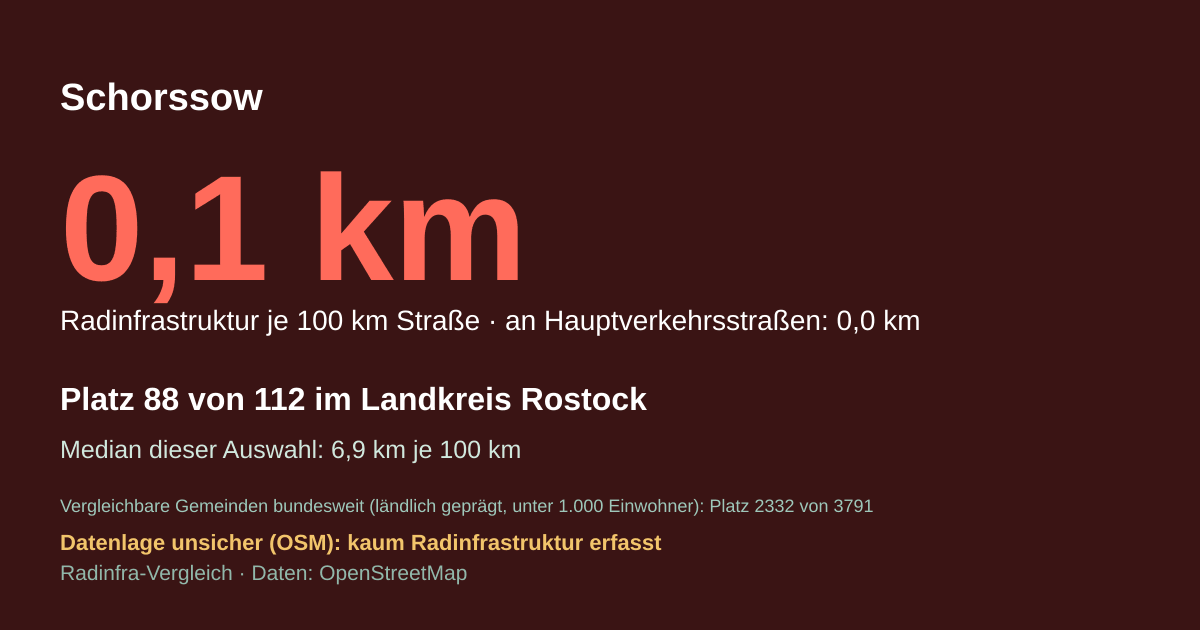 Schorssow
0,1 km
Radinfrastruktur je 100 km Straße · an Hauptverkehrsstraßen: 0,0 km
Platz 88 von 112 im Landkreis Rostock
Median dieser Auswahl: 6,9 km je 100 km
Vergleichbare Gemeinden bundesweit (ländlich geprägt, unter 1.000 Einwohner): Platz 2332 von 3791
Datenlage unsicher (OSM): kaum Radinfrastruktur erfasst
Radinfra-Vergleich · Daten: OpenStreetMap